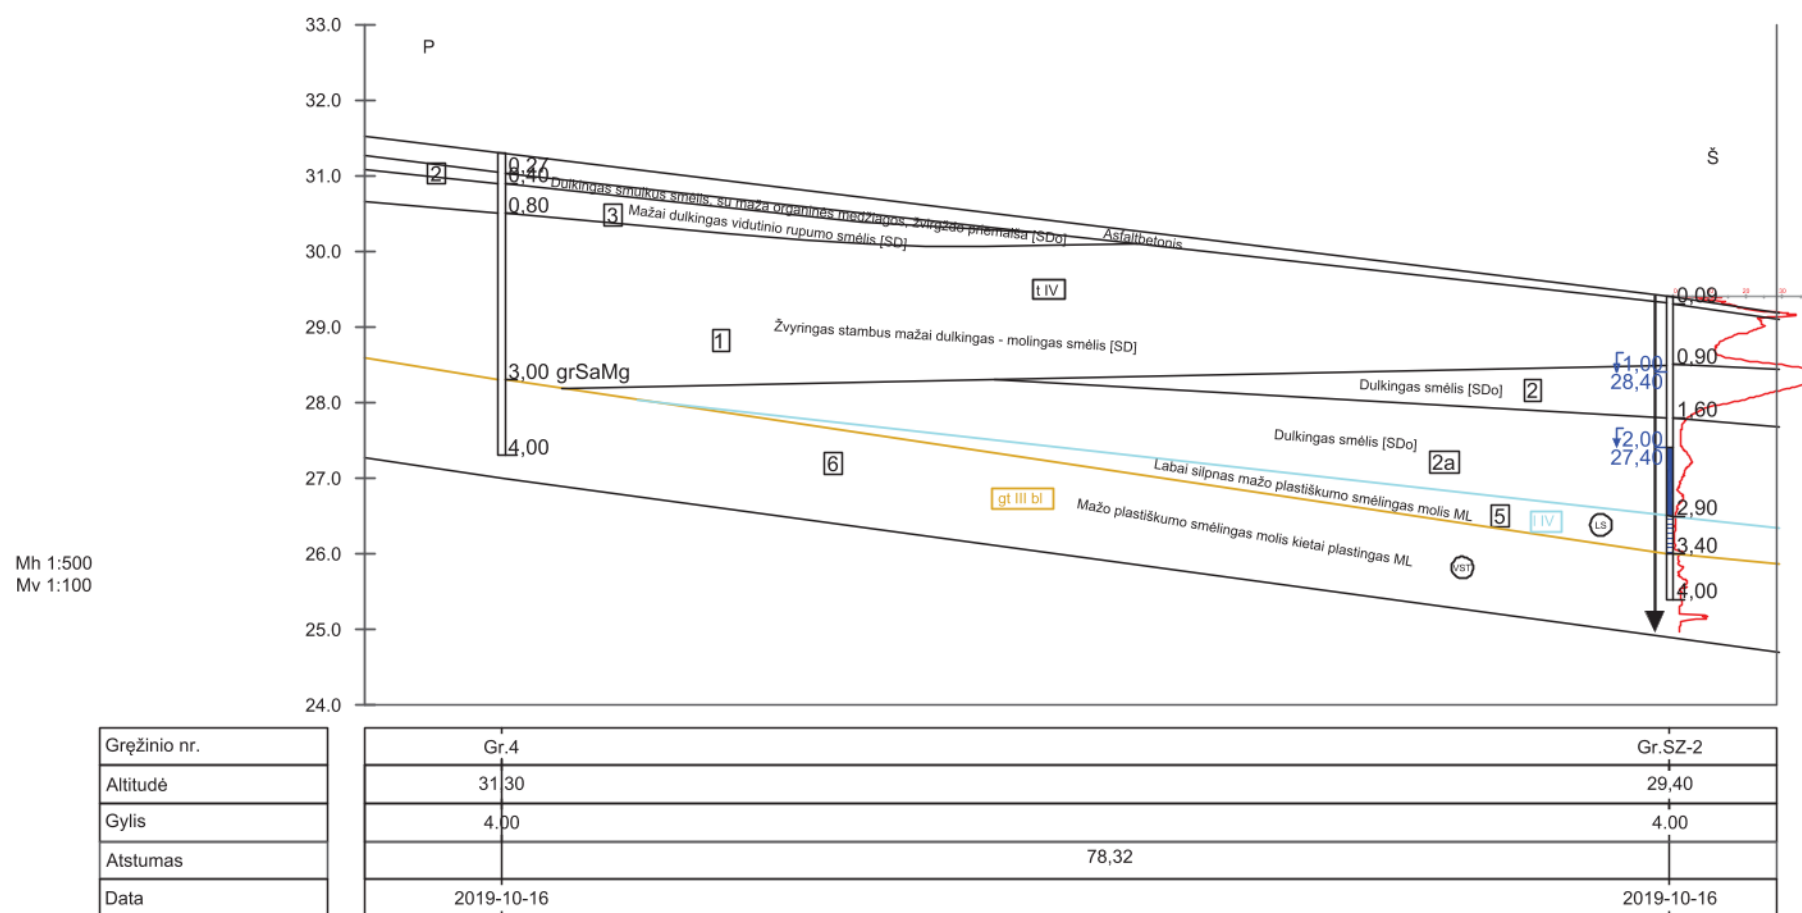 33.0
P
32.0
Š
31.0
2
0,27
0,40
Dulkingas smulkus smėlis, su maža organinės medžiagos, žvirgždo priemaiša [SDo]
0,80
3
Mažai dulkingas vidutinio rupumo smėlis [SD]
Asfaltbetonis
30.0
t IV
0,09
20
30
29.0
1
Žvyringas stambus mažai dulkingas - molingas smėlis [SD]
3,00 grSaMg
1,00
0,90
28,40
Dulkingas smėlis [SDo]
2
28.0
1,60
4,00
Dulkingas smėlis [SDo]
2,00
27,40
27.0
6
2a
gt III bl
Labai silpnas mažo plastiškumo smėlingas molis ML
5
l IV
LS
2,90
Mažo plastiškumo smėlingas molis kietai plastingas ML
VST
3,40
26.0
4,00
Mh 1:500
Mv 1:100
25.0
24.0
Gręžinio nr.
Gr.4
Gr.SZ-2
Altitudė
31,30
29,40
Gylis
4.00
4.00
Atstumas
78,32
Data
2019-10-16
2019-10-16